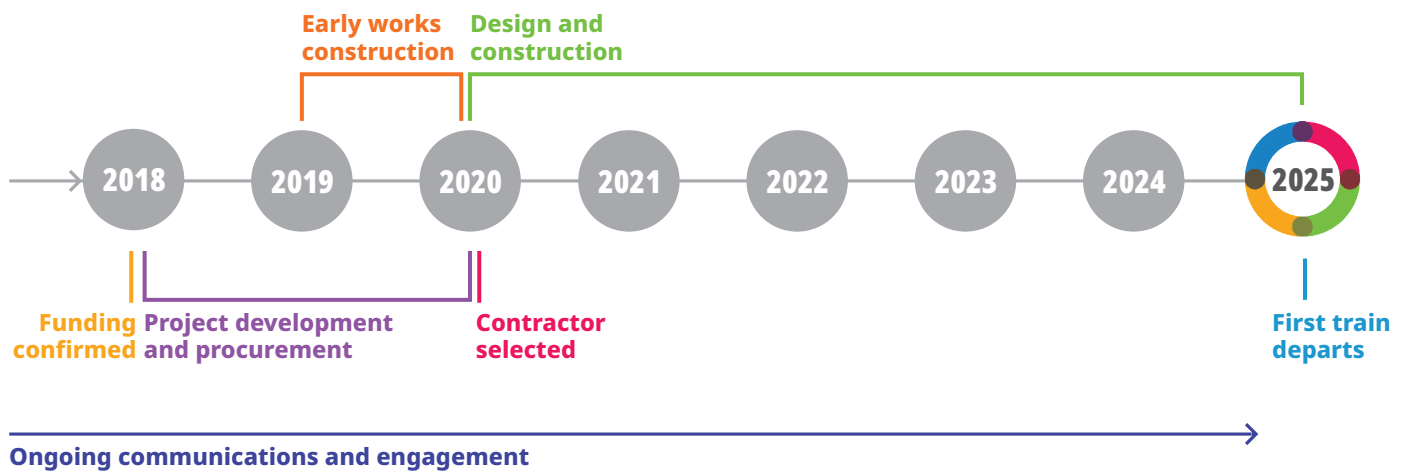 Early works
construction
Design and
construction
2018
2019
2020
2021
2022
2023
2024
2025
Funding
confirmed
Project development
and procurement
Contractor
selected
First train
departs
Ongoing communications and engagement